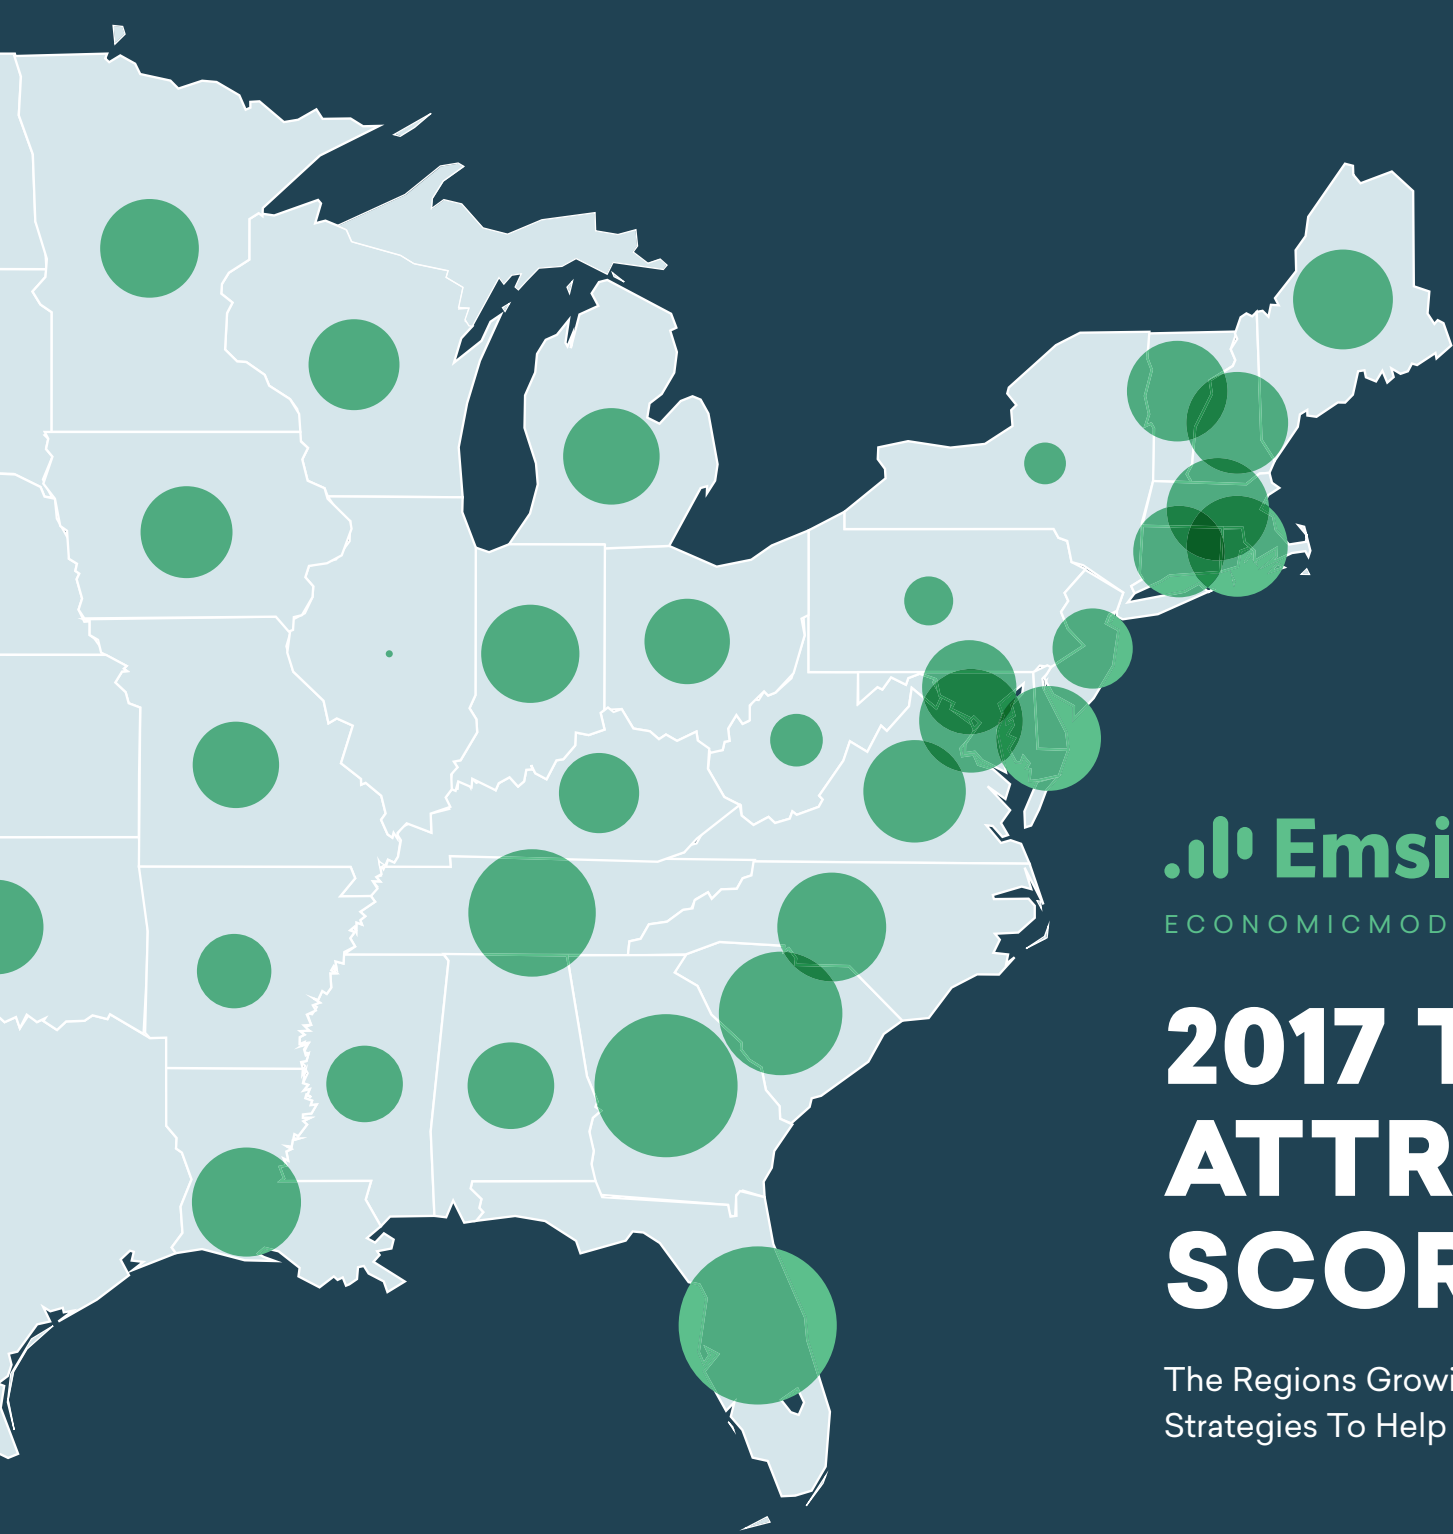 Emsi
ECONOMICMOD
2017 T
ATTR
SCOR
The Regions Growi
Strategies To Help